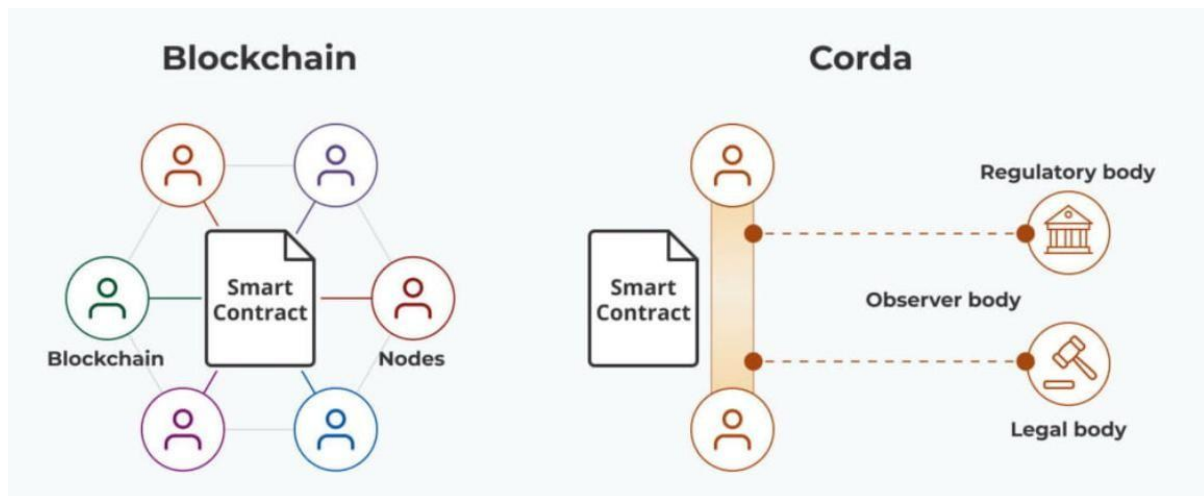 Blockchain
Smart
Contract
Blockchain
Nodes
Corda
Regulatory body
Smart
Contract
Observer body
Legal body